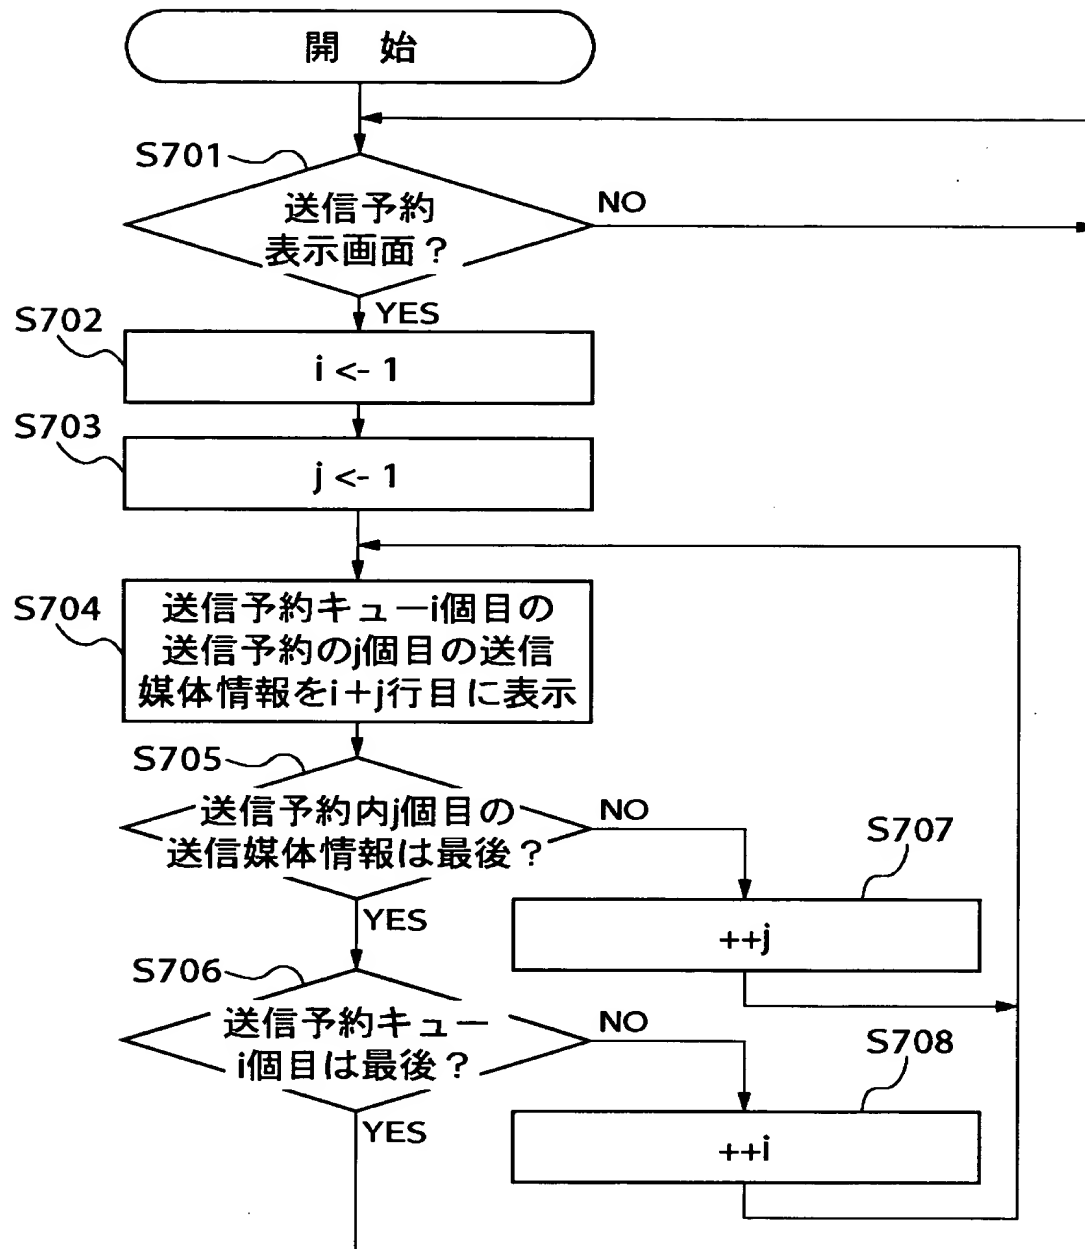 開 始
S701
送信予約
表示画面？
NO
YES
S702
i <- 1
S703
j <- 1
S704
送信予約キューi個目の
送信予約のj個目の送信
媒体情報をi＋j行目に表示
S705
送信予約内j個目の
送信媒体情報は最後？
NO
YES
S707
++j
S706
送信予約キュー
i個目は最後？
NO
YES
S708
++i